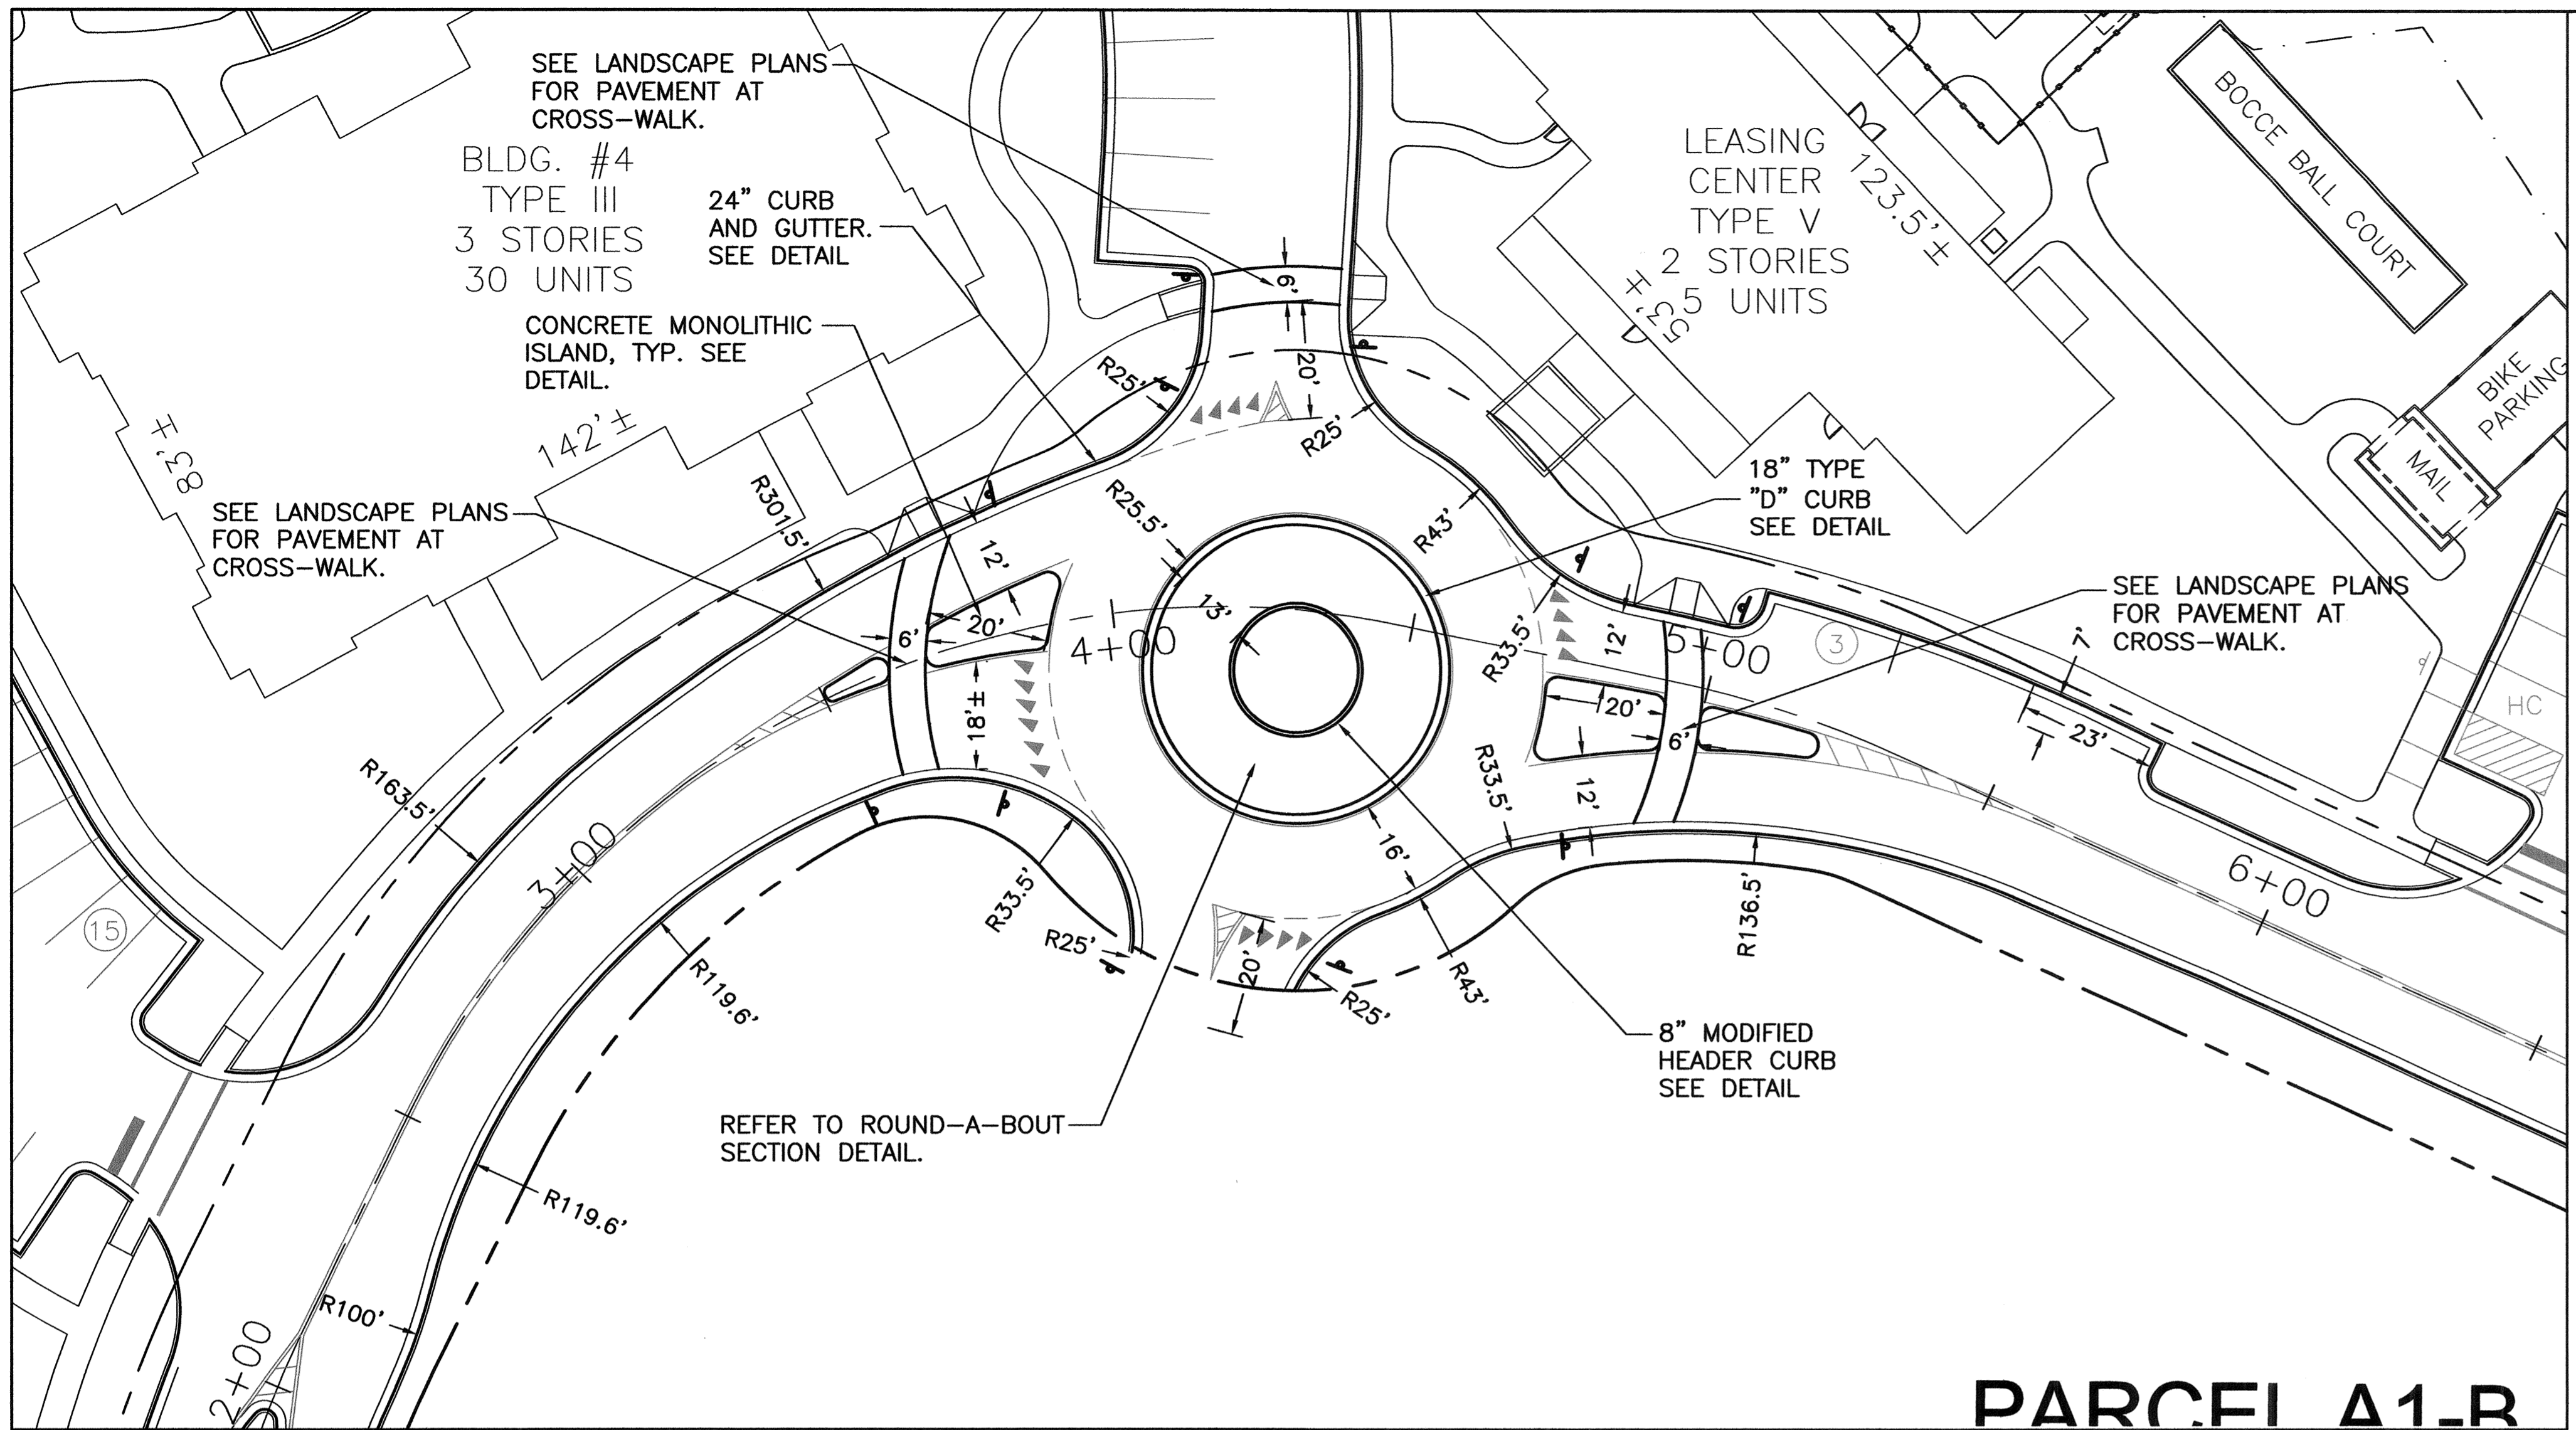 SEE LANDSCAPE PLANS
FOR PAVEMENT AT
CROSS-WALK.
BLDG. #4
TYPE III
3 STORIES
30 UNITS
24" CURB
AND GUTTER.
SEE DETAIL
CONCRETE MONOLITHIC
ISLAND, TYP. SEE
DETAIL.
83'±
142'±
SEE LANDSCAPE PLANS
FOR PAVEMENT AT
CROSS-WALK.
LEASING
CENTER
TYPE V
2 STORIES
5 UNITS
123.5'±
53'±
BOCCE BALL COURT
BIKE
PARKING
MAIL
HC
6'
20'
R25'
R25'
R301.5'
R25.5'
R43'
18" TYPE
"D" CURB
SEE DETAIL
SEE LANDSCAPE PLANS
FOR PAVEMENT AT
CROSS-WALK.
12'
20'
6'
4+00
13'
R33.5'
12'
5+00
3
7'
23'
18'±
20'
6'
12'
R33.5'
R163.5'
3+00
16'
R33.5'
R25'
20'
R25'
R43'
R136.5'
6+00
15
R119.6'
R119.6'
R100'
2+00
8" MODIFIED
HEADER CURB
SEE DETAIL
REFER TO ROUND-A-BOUT
SECTION DETAIL.
PARCEL A1-B